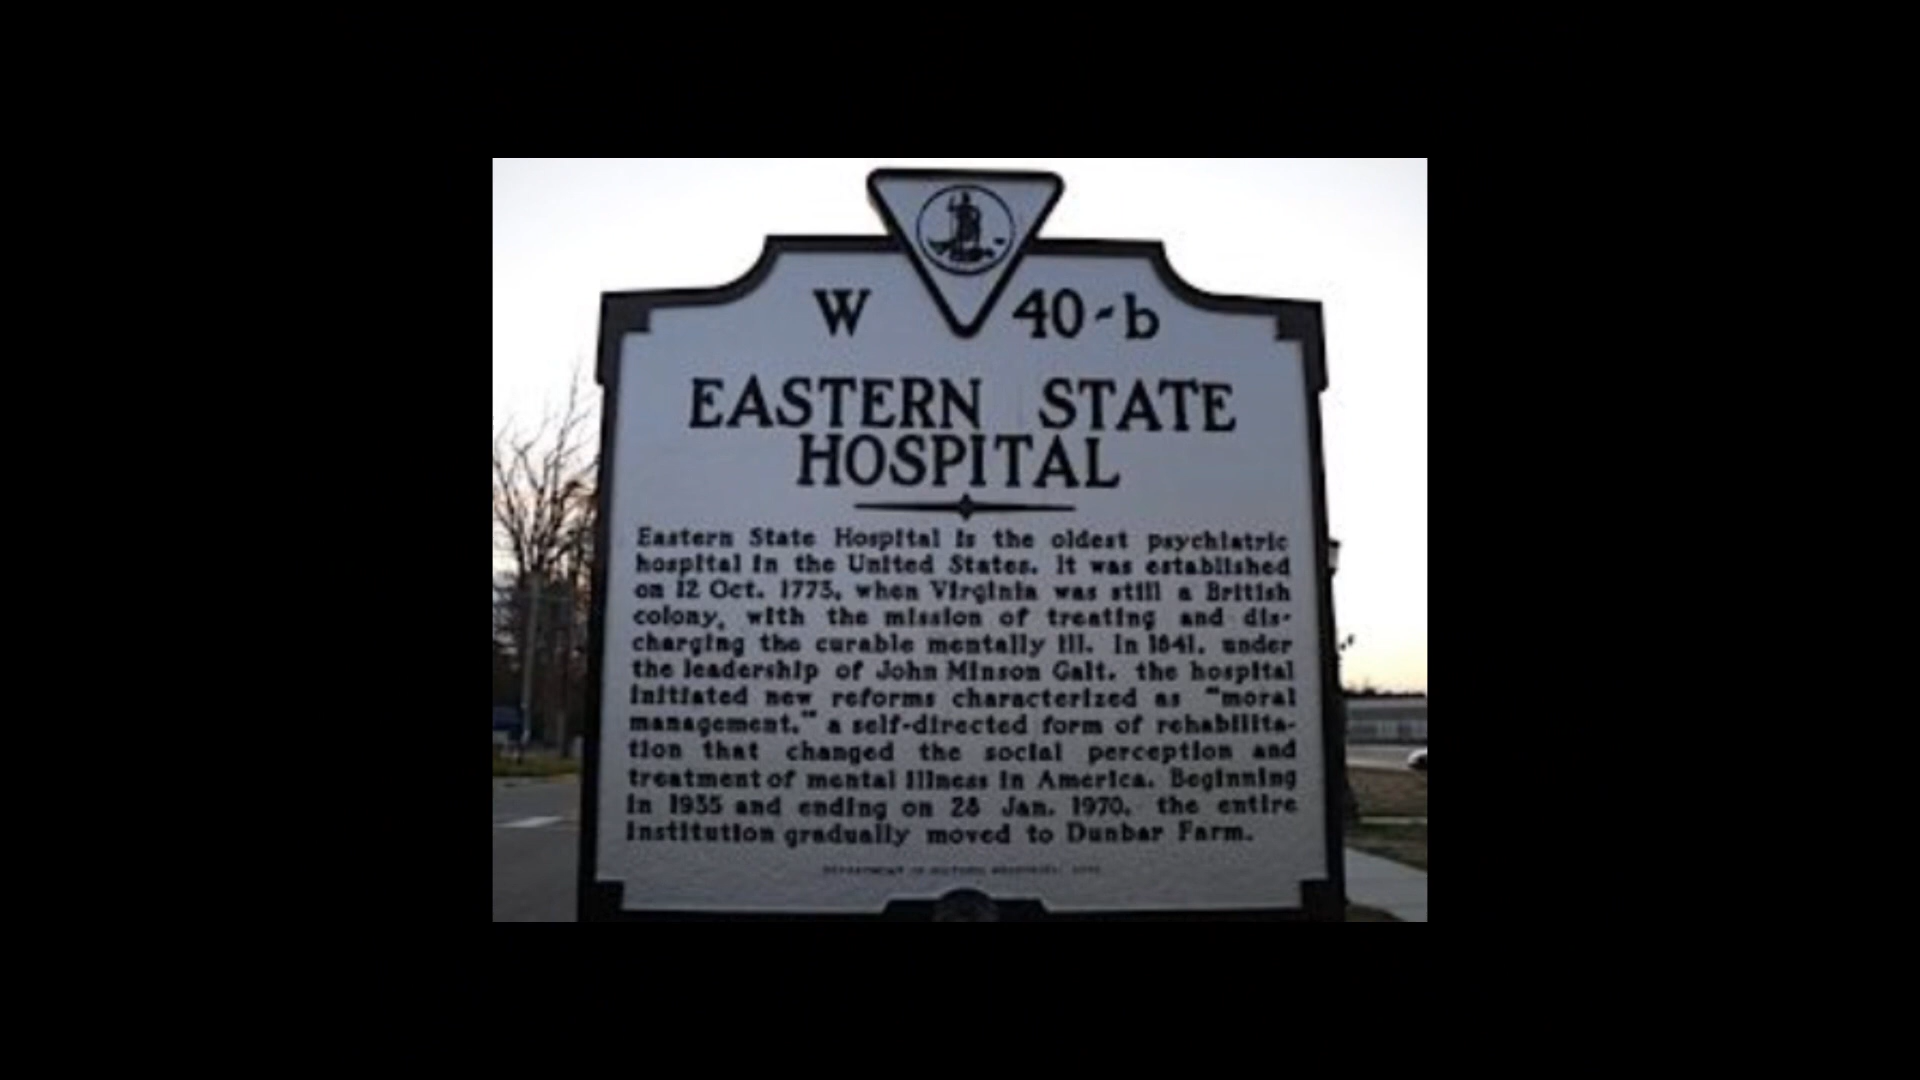 W 40-b
EASTERN STATE
HOSPITAL
Eastern State Hospital is the oldest psychiatric
hospital in the United States. It was established
on 12 Oct. 1773, when Virginia was still a British
colony, with the mission of treating and dis-
charging the curable mentally ill. In 1841, under
the leadership of John Minson Galt, the hospital
initiated new reforms characterized as "moral
management," a self-directed form of rehabilita-
tion that changed the social perception and
treatment of mental illness in America. Beginning
in 1935 and ending on 28 Jan. 1970, the entire
institution gradually moved to Dunbar Farm.
DEPARTMENT OF HISTORIC RESOURCES,